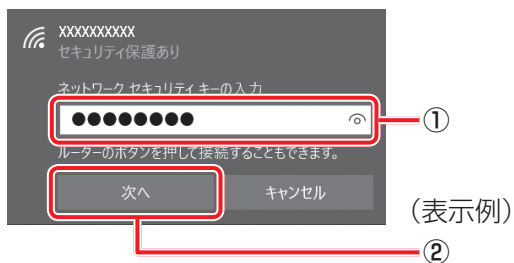 XXXXXXXXXX
セキュリティ保護あり
ネットワーク セキュリティ キーの入力
●●●●●●●●
①
ルーターのボタンを押して接続することもできます。
次へ
キャンセル
(表示例)
②